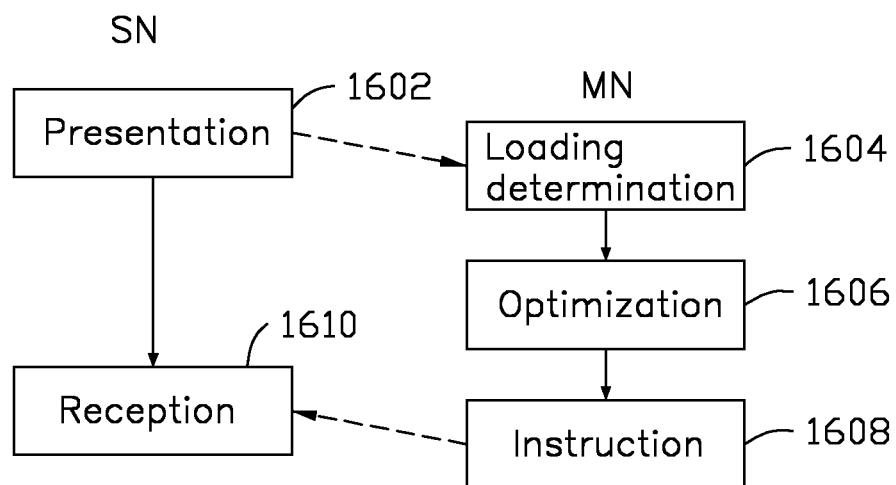 SN
MN
1602
Presentation
Loading
determination
1604
Optimization
1606
1610
Reception
Instruction
1608